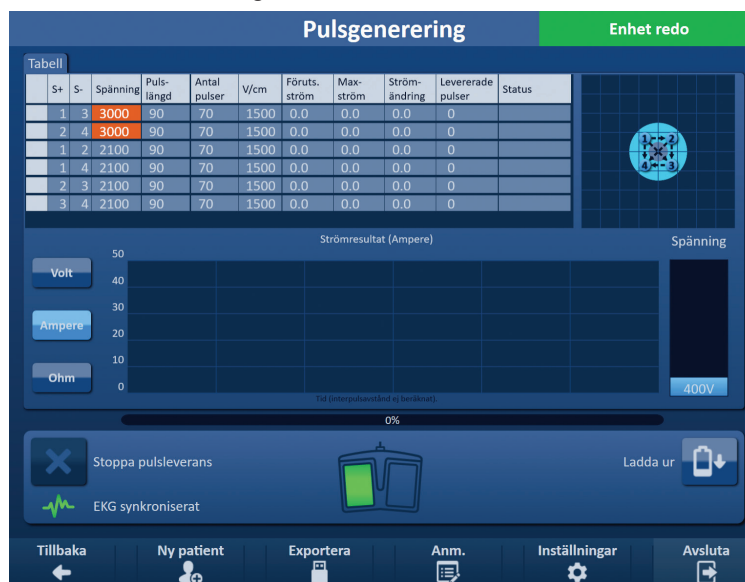 Pulsgenerering
Enhet redo
Tabell
S+ S- Spänning Puls- längd Antal pulser V/cm Föruts. ström Max- ström Ström- ändring Levererade pulser Status
1 3 3000 90 70 1500 0.0 0.0 0.0 0
2 4 3000 90 70 1500 0.0 0.0 0.0 0
1 2 2100 90 70 1500 0.0 0.0 0.0 0
1 4 2100 90 70 1500 0.0 0.0 0.0 0
2 3 2100 90 70 1500 0.0 0.0 0.0 0
3 4 2100 90 70 1500 0.0 0.0 0.0 0
1 2
4 3
Strömresultat (Ampere)
Spänning
Volt
Ampere
Ohm
50
40
30
20
10
0
Tid (interpulsavstånd ej beräknat).
400V
0%
Stoppa pulsleverans
Ladda ur
EKG synkroniserat
Tillbaka Ny patient Exportera Anm. Inställningar Avsluta